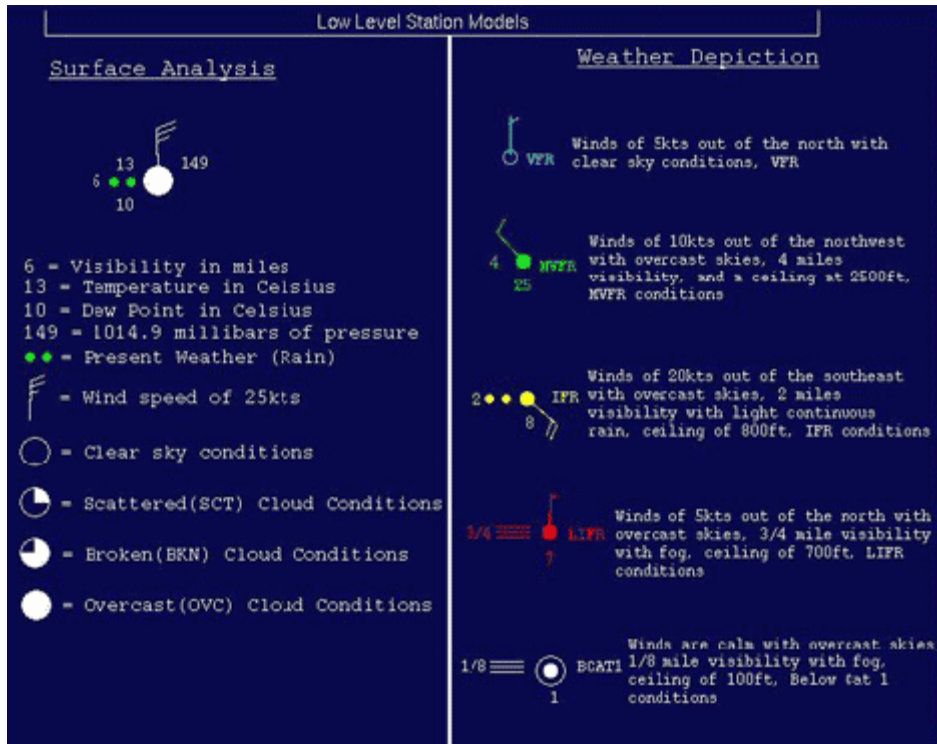 Low Level Station Models
Surface Analysis
13
149
6
10
6 = Visibility in miles
13 = Temperature in Celsius
10 = Dew Point in Celsius
149 = 1014.9 millibars of pressure
= Present Weather (Rain)
= Wind speed of 25kts
= Clear sky conditions
= Scattered(SCT) Cloud Conditions
= Broken(BKN) Cloud Conditions
= Overcast(OVC) Cloud Conditions
Weather Depiction
VFR
Winds of 5kts out of the north with
clear sky conditions, VFR
4
MVFR
25
Winds of 10kts out of the northwest
with overcast skies, 4 miles
visibility, and a ceiling at 2500ft,
MVFR conditions
2
IFR
8
Winds of 20kts out of the southeast
with overcast skies, 2 miles
visibility with light continuous
rain, ceiling of 800ft, IFR conditions
3/4
LIFR
7
Winds of 5kts out of the north with
overcast skies, 3/4 mile visibility
with fog, ceiling of 700ft, LIFR
conditions
1/8
BCAT1
1
Winds are calm with overcast skies
1/8 mile visibility with fog,
ceiling of 100ft, Below Cat 1
conditions